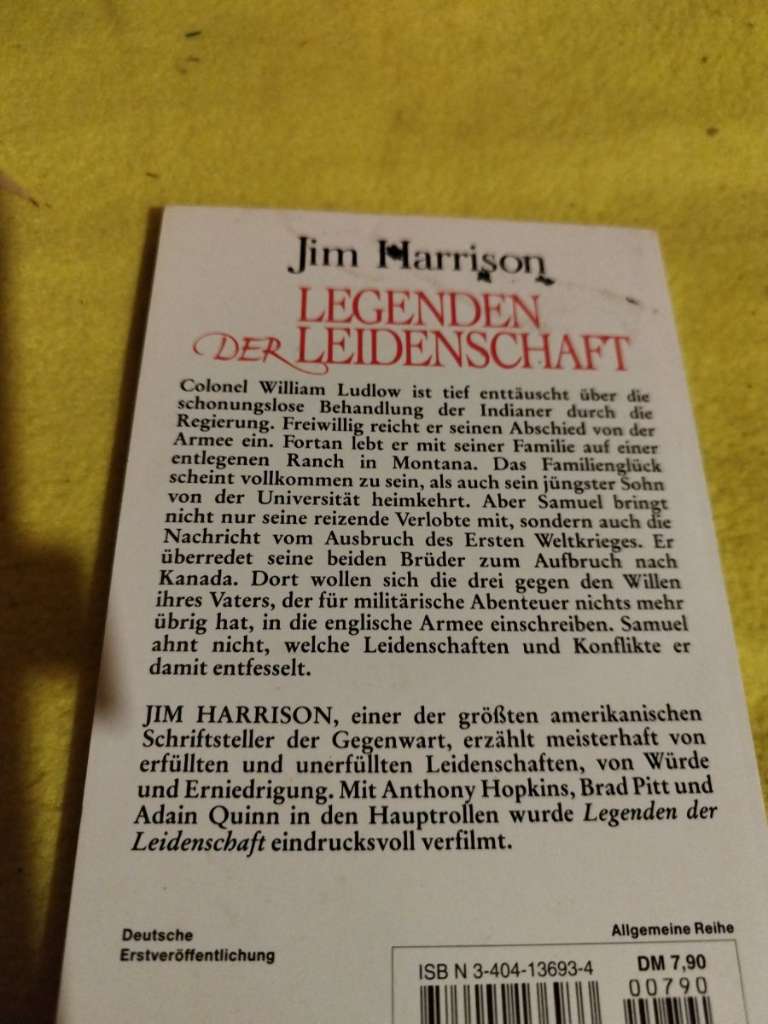 Jim Harrison
LEGENDEN
DER LEIDENSCHAFT
Colonel William Ludlow ist tief enttäuscht über die
schonungslose Behandlung der Indianer durch die
Regierung. Freiwillig reicht er seinen Abschied von der
Armee ein. Fortan lebt er mit seiner Familie auf einer
entlegenen Ranch in Montana. Das Familienglück
scheint vollkommen zu sein, als auch sein jüngster Sohn
von der Universität heimkehrt. Aber Samuel bringt
nicht nur seine reizende Verlobte mit, sondern auch die
Nachricht vom Ausbruch des Ersten Weltkrieges. Er
überredet seine beiden Brüder zum Aufbruch nach
Kanada. Dort wollen sich die drei gegen den Willen
ihres Vaters, der für militärische Abenteuer nichts mehr
übrig hat, in die englische Armee einschreiben. Samuel
ahnt nicht, welche Leidenschaften und Konflikte er
damit entfesselt.
JIM HARRISON, einer der größten amerikanischen
Schriftsteller der Gegenwart, erzählt meisterhaft von
erfüllten und unerfüllten Leidenschaften, von Würde
und Erniedrigung. Mit Anthony Hopkins, Brad Pitt und
Adain Quinn in den Hauptrollen wurde Legenden der
Leidenschaft eindrucksvoll verfilmt.
Deutsche
Erstveröffentlichung
Allgemeine Reihe
ISBN 3-404-13693-4
DM 7,90
00790